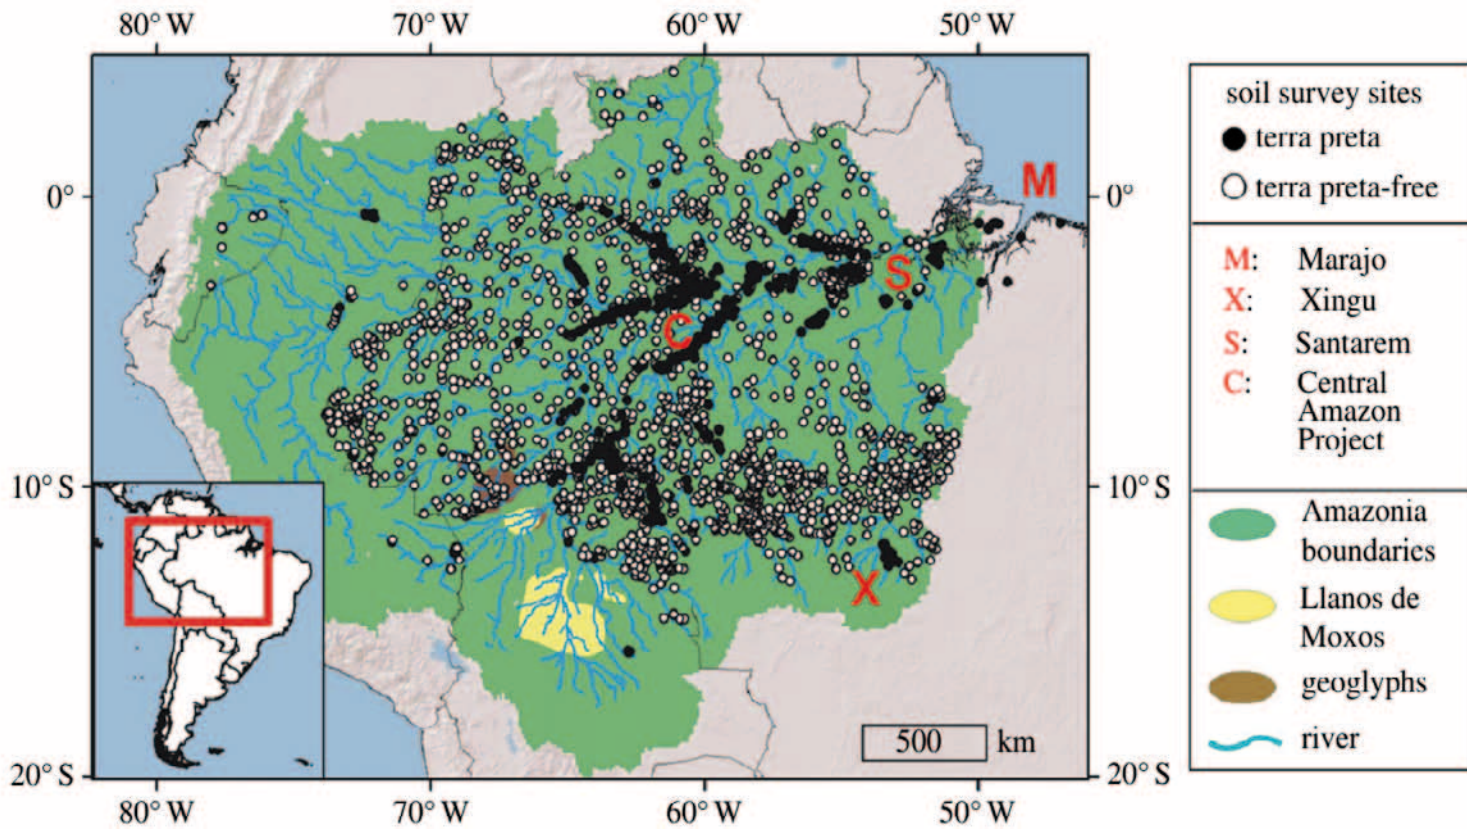 80° W 70° W 60° W 50° W
0° 0°
10° S 10° S
20° S 20° S
80° W 70° W 60° W 50° W
M
S
C
X
500 km
soil survey sites
terra preta
terra preta-free
M: Marajo
X: Xingu
S: Santarem
C: Central
Amazon
Project
Amazonia
boundaries
Llanos de
Moxos
geoglyphs
river